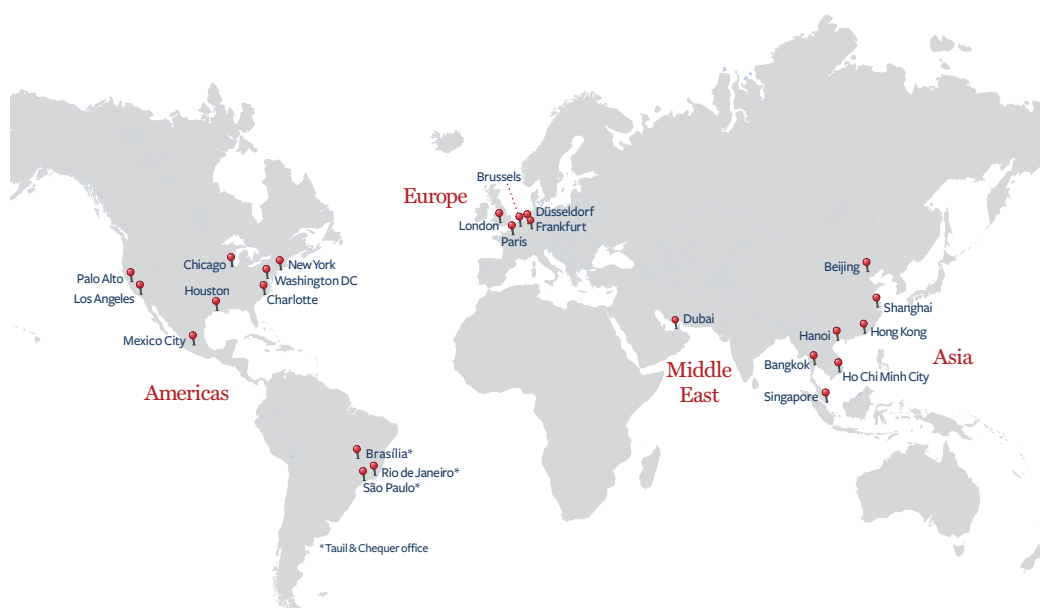 Brussels
Europe
Düsseldorf
London
Frankfurt
Paris
New York
Chicago
Beijing
Palo Alto
Washington DC
Houston
Los Angeles
Charlotte
Shanghai
Dubai
Hong Kong
Hanoi
Mexico City
Asia
Bangkok
Middle
East
Ho Chi Minh City
Americas
Singapore
Brasília*
Rio de Janeiro*
São Paulo*
*Tauil & Chequer office